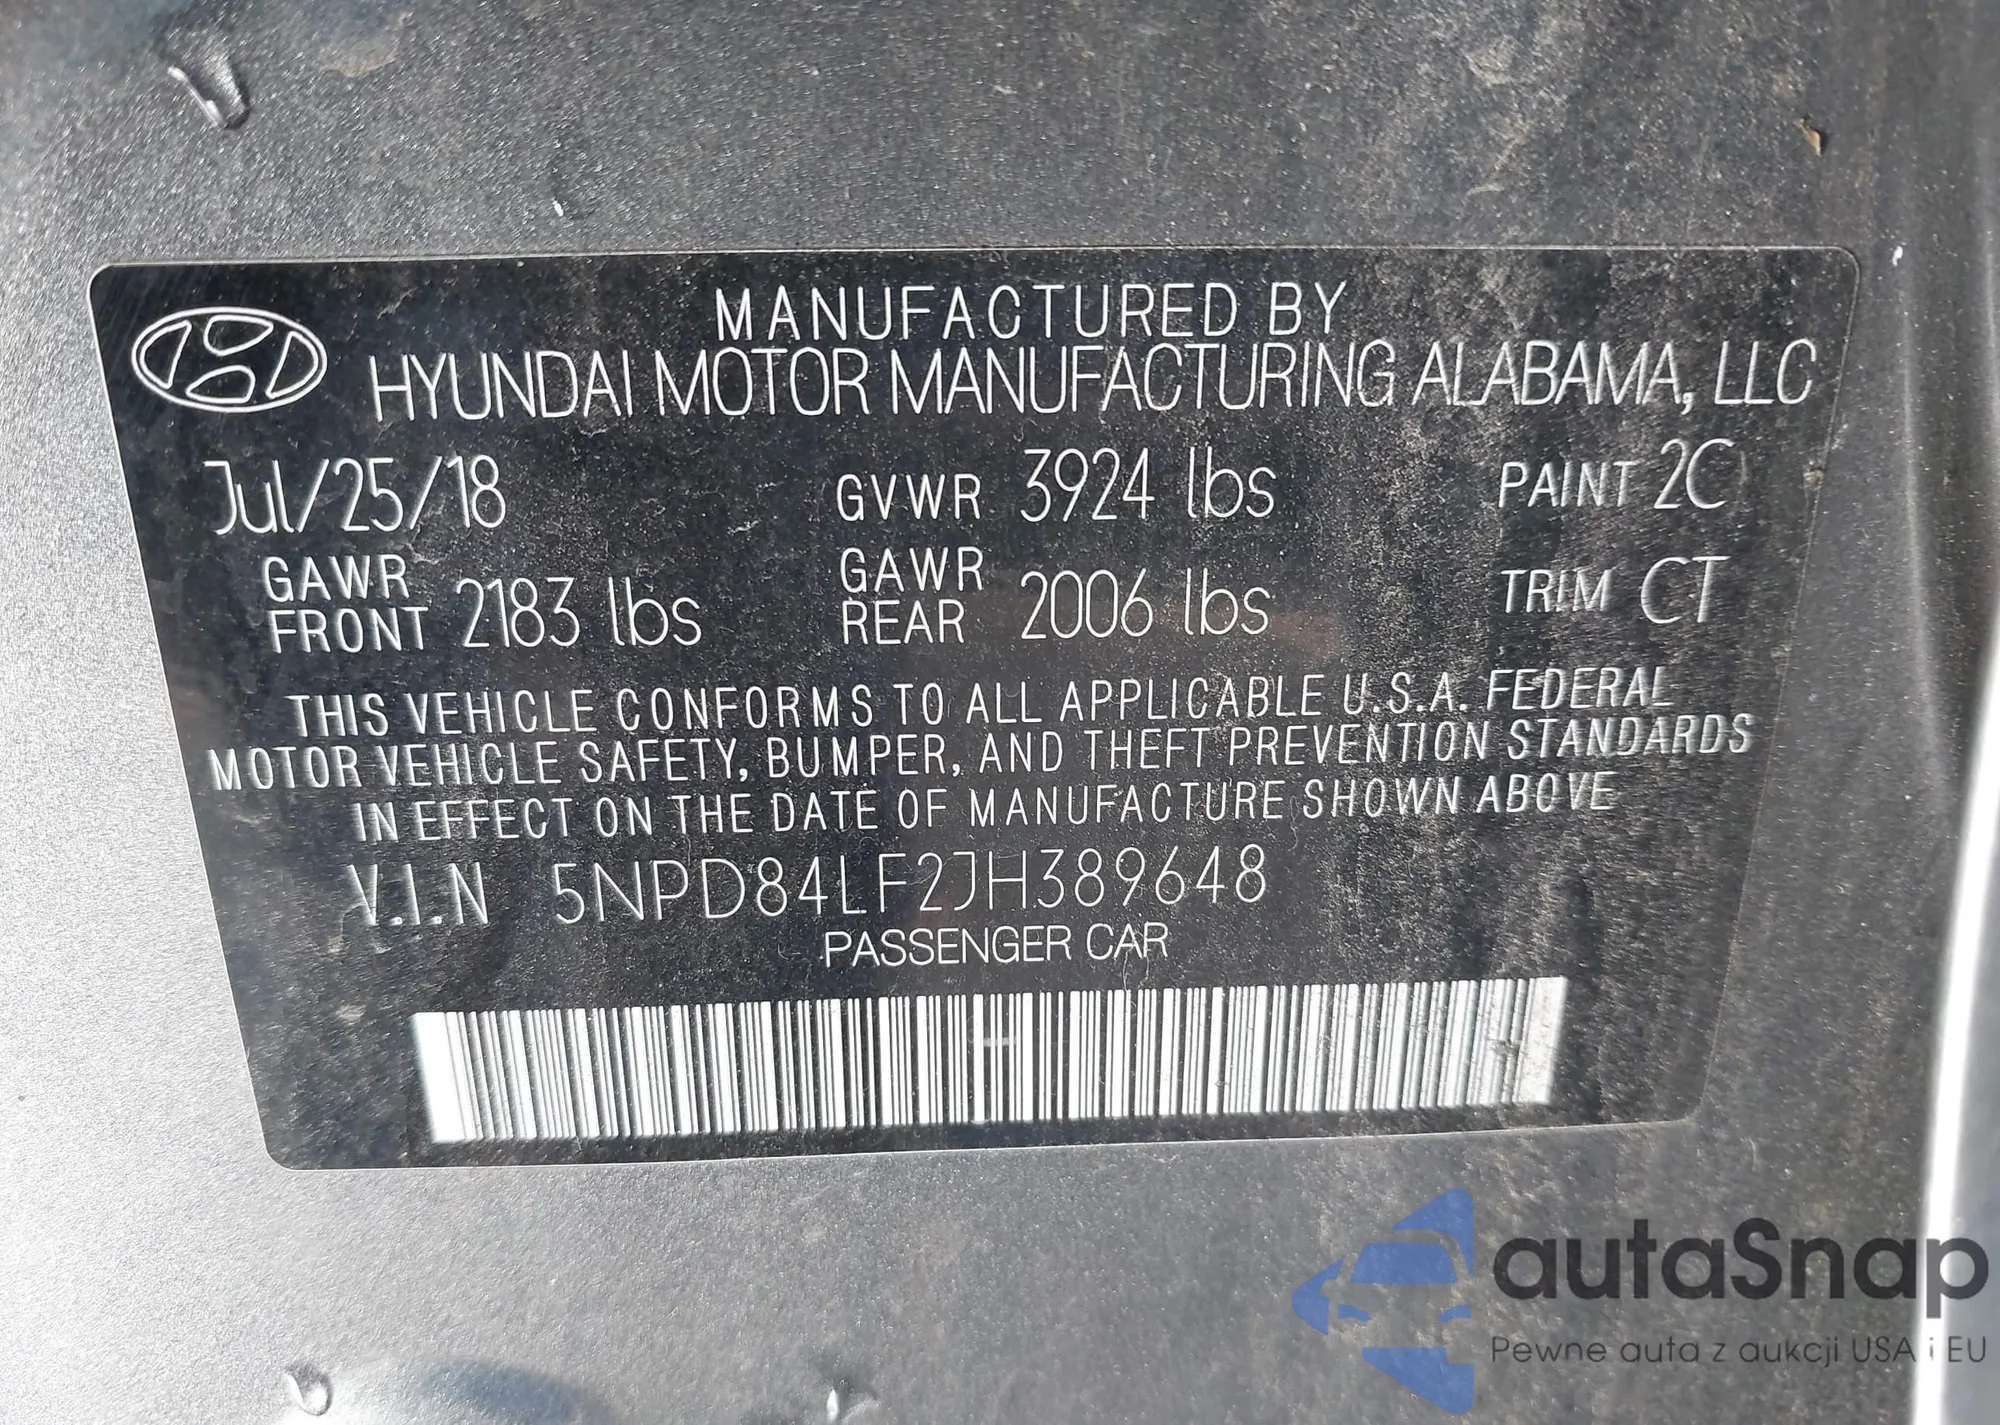 MANUFACTURED BY
HYUNDAI MOTOR MANUFACTURING ALABAMA, LLC
Jul/25/18 GVWR 3924 lbs PAINT 2C
GAWR FRONT 2183 lbs GAWR REAR 2006 lbs TRIM CT
THIS VEHICLE CONFORMS TO ALL APPLICABLE U.S.A. FEDERAL
MOTOR VEHICLE SAFETY, BUMPER, AND THEFT PREVENTION STANDARDS
IN EFFECT ON THE DATE OF MANUFACTURE SHOWN ABOVE
V.I.N 5NPD84LF2JH389648
PASSENGER CAR
autaSnap
Pewne auta z aukcji USA i EU